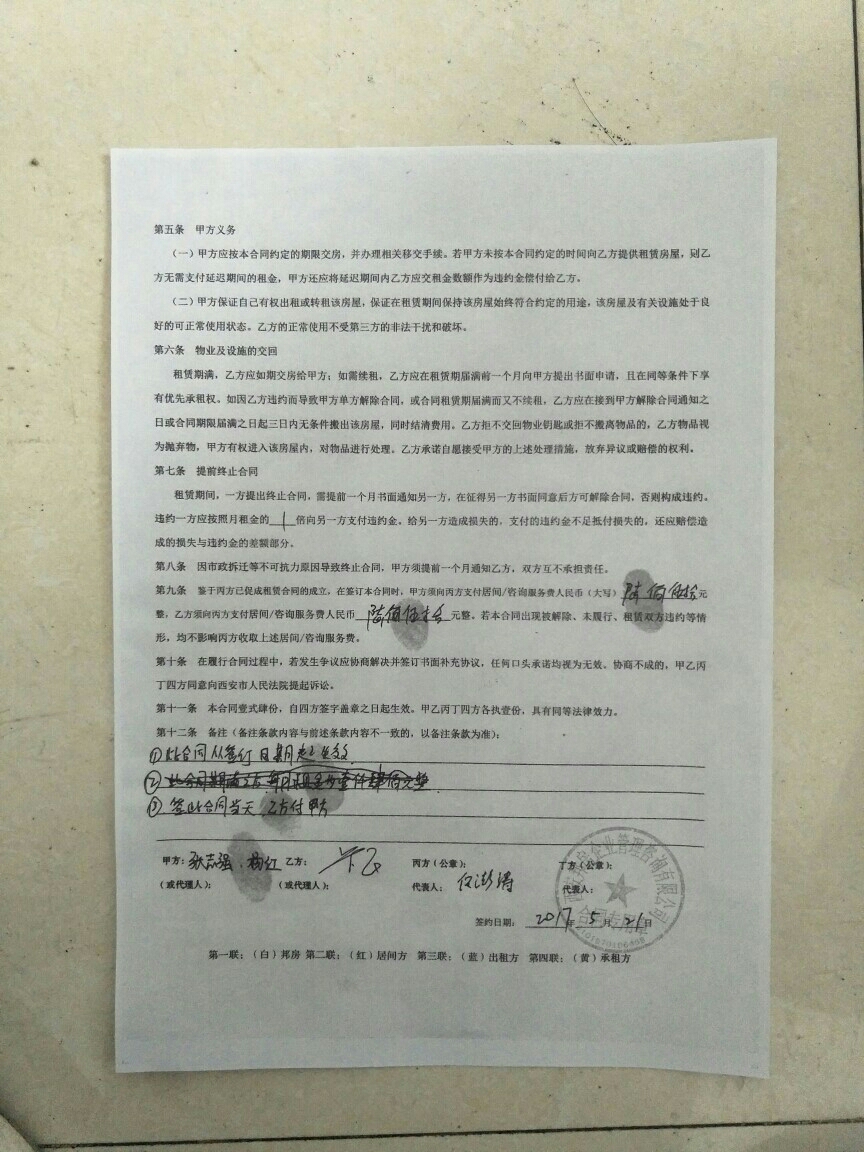 第五条 甲方义务
（一）甲方应按本合同约定的期限交房，并办理相关移交手续。若甲方未按本合同约定的时间向乙方提供租赁房屋，则乙
方无需支付延迟期间的租金，甲方还应将延迟期间内乙方应交租金数额作为违约金偿付给乙方。
（二）甲方保证自己有权出租或转租该房屋，保证在租赁期间保持该房屋始终符合约定的用途，该房屋及有关设施处于良
好的可正常使用状态。乙方的正常使用不受第三方的非法干扰和破坏。
第六条 物业及设施的交回
租赁期满，乙方应如期交房给甲方；如需续租，乙方应在租赁期届满前一个月向甲方提出书面申请，且在同等条件下享
有优先承租权。如因乙方违约而导致甲方单方解除合同，或合同租赁期届满而又不续租，乙方应在接到甲方解除合同通知之
日或合同期限届满之日起三日内无条件搬出该房屋，同时结清费用。乙方拒不交回物业钥匙或拒不搬离物品的，乙方物品视
为抛弃物，甲方有权进入该房屋内，对物品进行处理。乙方承诺自愿接受甲方的上述处理措施，放弃异议或赔偿的权利。
第七条 提前终止合同
租赁期间，一方提出终止合同，需提前一个月书面通知另一方，在征得另一方书面同意后方可解除合同，否则构成违约。
违约一方应按照月租金的 1 倍向另一方支付违约金。给另一方造成损失的，支付的违约金不足抵付损失的，还应赔偿造
成的损失与违约金的差额部分。
第八条 因市政拆迁等不可抗力原因导致终止合同，甲方须提前一个月通知乙方，双方互不承担责任。
第九条 鉴于丙方已促成租赁合同的成立，在签订本合同时，甲方须向丙方支付居间/咨询服务费人民币（大写）陆佰伍拾元
整，乙方须向丙方支付居间/咨询服务费人民币 陆佰伍拾 元整。若本合同出现被解除、未履行、租赁双方违约等情
形，均不影响丙方收取上述居间/咨询服务费。
第十条 在履行合同过程中，若发生争议应协商解决并签订书面补充协议，任何口头承诺均视为无效。协商不成的，甲乙丙
丁四方同意向西安市人民法院提起诉讼。
第十一条 本合同壹式肆份，自四方签字盖章之日起生效。甲乙丙丁四方各执壹份，具有同等法律效力。
第十二条 备注（备注条款内容与前述条款内容不一致的，以备注条款为准）：
①此合同从签订日期起生效
②
③签此合同当天 乙方付甲方
甲方：张志强、杨红 乙方： 丙方（公章）： 丁方（公章）：
（或代理人）： （或代理人）： 代表人： 代表人：
企业管理咨询有限公司
合同专用章
签约日期： 2017年 5月 21日
第一联：（白）邦房 第二联：（红）居间方 第三联：（蓝）出租方 第四联：（黄）承租方